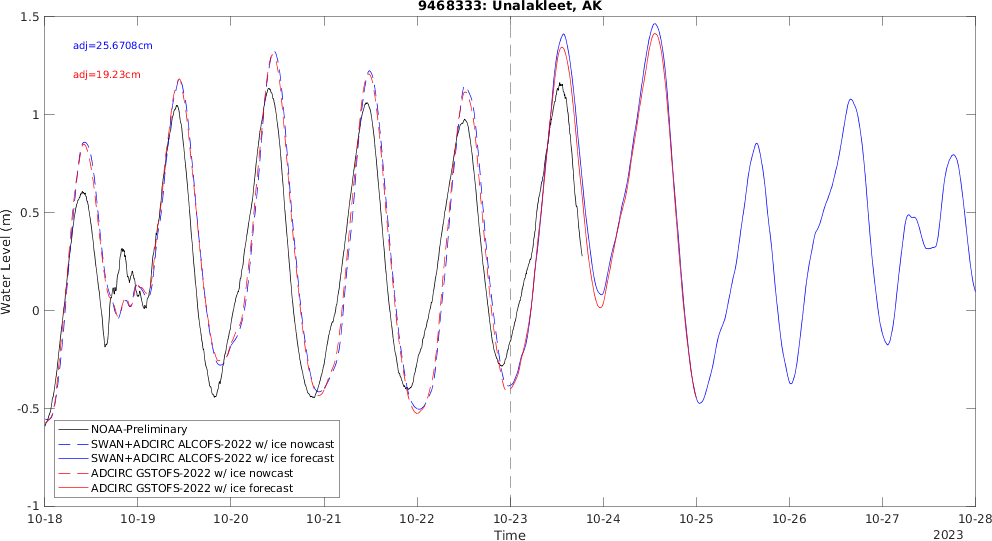 9468333: Unalakleet, AK
1.5
adj=25.6708cm
adj=19.23cm
1
0.5
Water Level (m)
0
-0.5
NOAA-Preliminary
SWAN+ADCIRC ALCOFS-2022 w/ ice nowcast
SWAN+ADCIRC ALCOFS-2022 w/ ice forecast
ADCIRC GSTOFS-2022 w/ ice nowcast
ADCIRC GSTOFS-2022 w/ ice forecast
-1
10-18 10-19 10-20 10-21 10-22 10-23 10-24 10-25 10-26 10-27 10-28
Time
2023